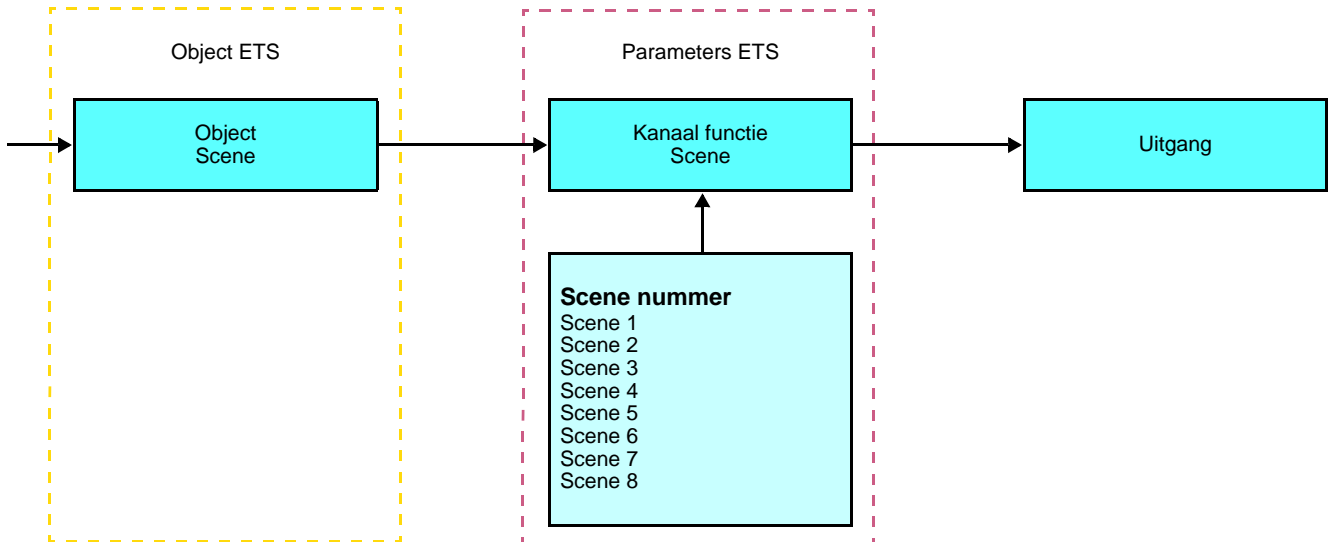 Object ETS
Parameters ETS
Object
Scene
Kanaal functie
Scene
Uitgang
Scene nummer
Scene 1
Scene 2
Scene 3
Scene 4
Scene 5
Scene 6
Scene 7
Scene 8